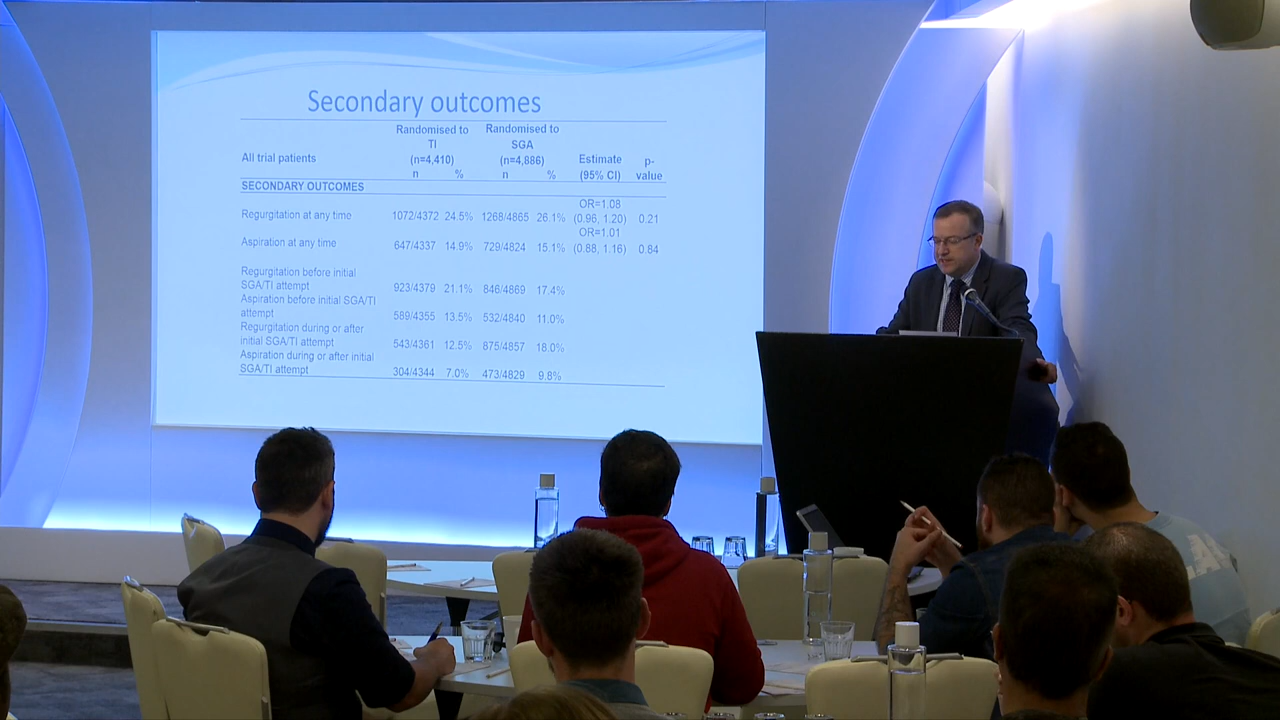 Secondary outcomes
Randomised to Randomised to
TI SGA
All trial patients (n=4,410) (n=4,886) Estimate p-
n % n % (95% CI) value
SECONDARY OUTCOMES
OR=1.08
Regurgitation at any time 1072/4372 24.5% 1268/4865 26.1% (0.96, 1.20) 0.21
OR=1.01
Aspiration at any time 647/4337 14.9% 729/4824 15.1% (0.88, 1.16) 0.84
Regurgitation before initial
SGA/TI attempt 923/4379 21.1% 846/4869 17.4%
Aspiration before initial SGA/TI
attempt 589/4355 13.5% 532/4840 11.0%
Regurgitation during or after
initial SGA/TI attempt 543/4361 12.5% 875/4857 18.0%
Aspiration during or after initial
SGA/TI attempt 304/4344 7.0% 473/4829 9.8%